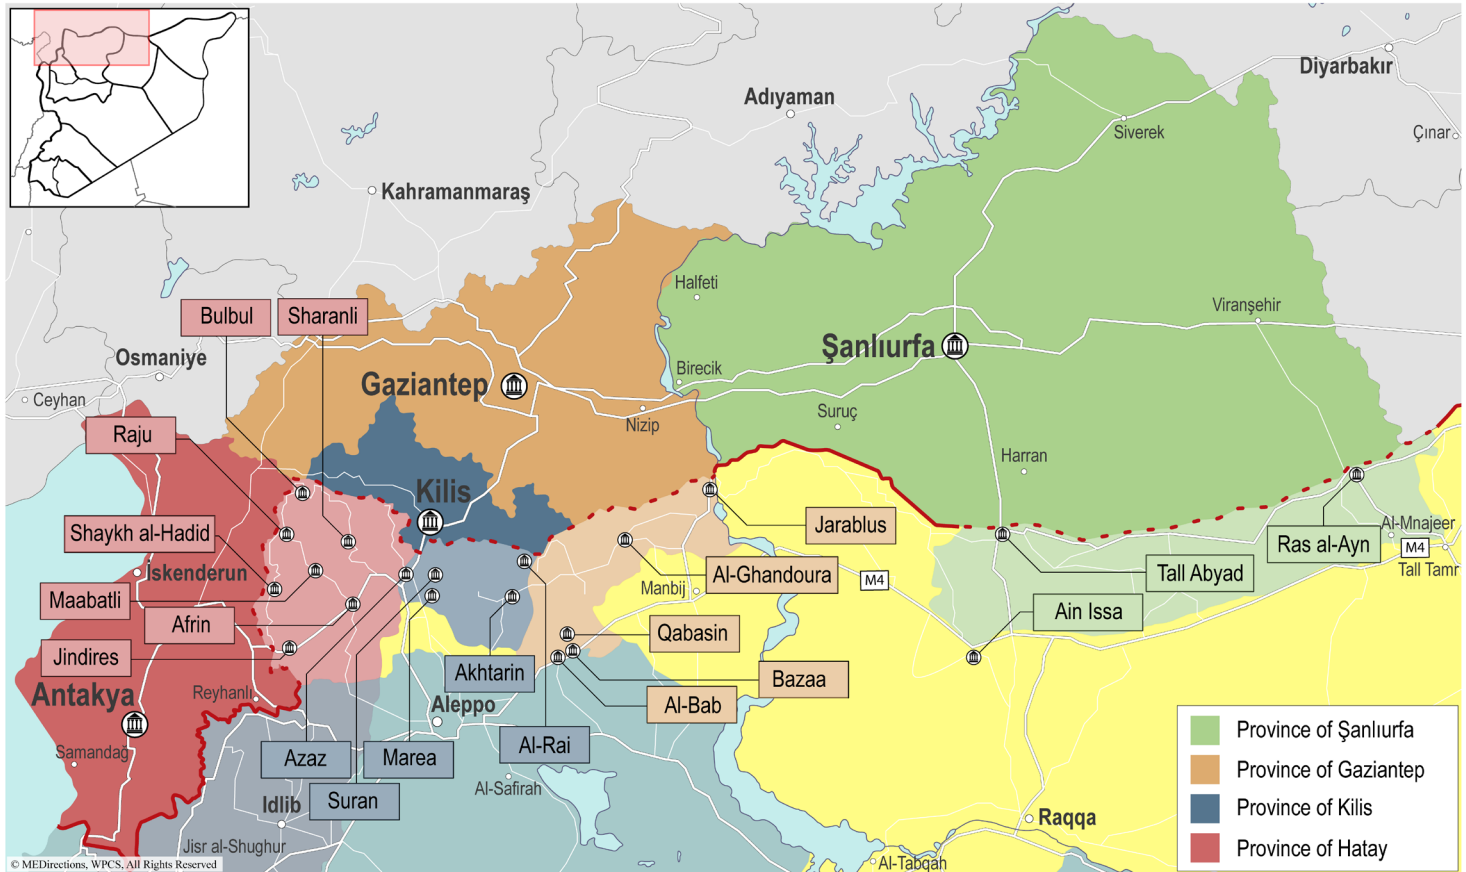 Diyarbakır
Adıyaman
Siverek
Çınar
Kahramanmaraş
Halfeti
Viranşehir
Bulbul
Sharanli
Şanlıurfa
Osmaniye
Birecik
Gaziantep
Ceyhan
Suruç
Nizip
Raju
Harran
Kilis
Jarablus
Al-Mnajeer
Shaykh al-Hadid
Ras al-Ayn
M4
Tall Tamr
İskenderun
Al-Ghandoura
Tall Abyad
M4
Manbij
Maabatli
Ain Issa
Afrin
Qabasin
Jindires
Akhtarin
Bazaa
Antakya
Reyhanlı
Aleppo
Al-Bab
Samandağ
Azaz
Marea
Al-Rai
Province of Şanlıurfa
Province of Gaziantep
Al-Safirah
Suran
Idlib
Province of Kilis
Raqqa
Jisr al-Shughur
Province of Hatay
Al-Tabqah
© MEDirections, WPCS, All Rights Reserved